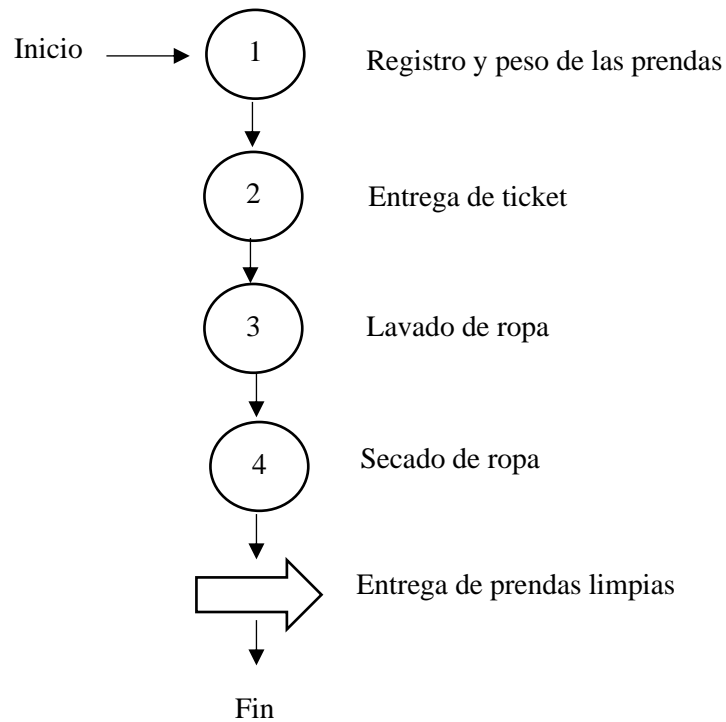 Inicio
1
Registro y peso de las prendas
2
Entrega de ticket
3
Lavado de ropa
4
Secado de ropa
Entrega de prendas limpias
Fin